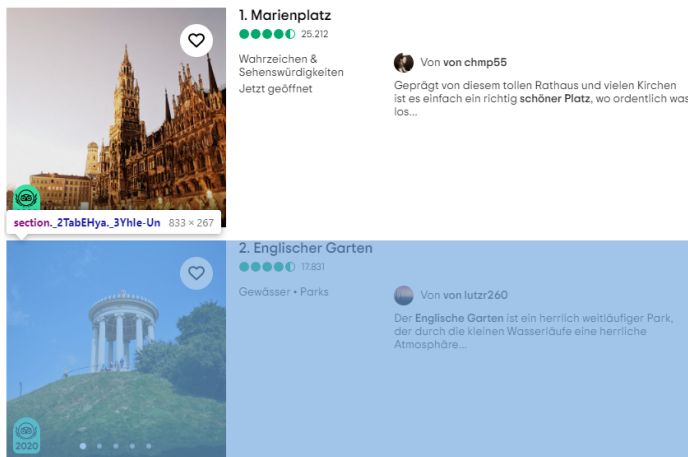 1. Marienplatz
25.212
Wahrzeichen &
Sehenswürdigkeiten
Jetzt geöffnet
Von von chmp55
Geprägt von diesem tollen Rathaus und vielen Kirchen
ist es einfach ein richtig schöner Platz, wo ordentlich was
los...
section._2TabEHya._3Yhle-Un 833 × 267
2. Englischer Garten
17.831
Gewässer • Parks
Von von lutzr260
Der Englische Garten ist ein herrlich weitläufiger Park,
der durch die kleinen Wasserläufe eine herrliche
Atmosphäre...
2020